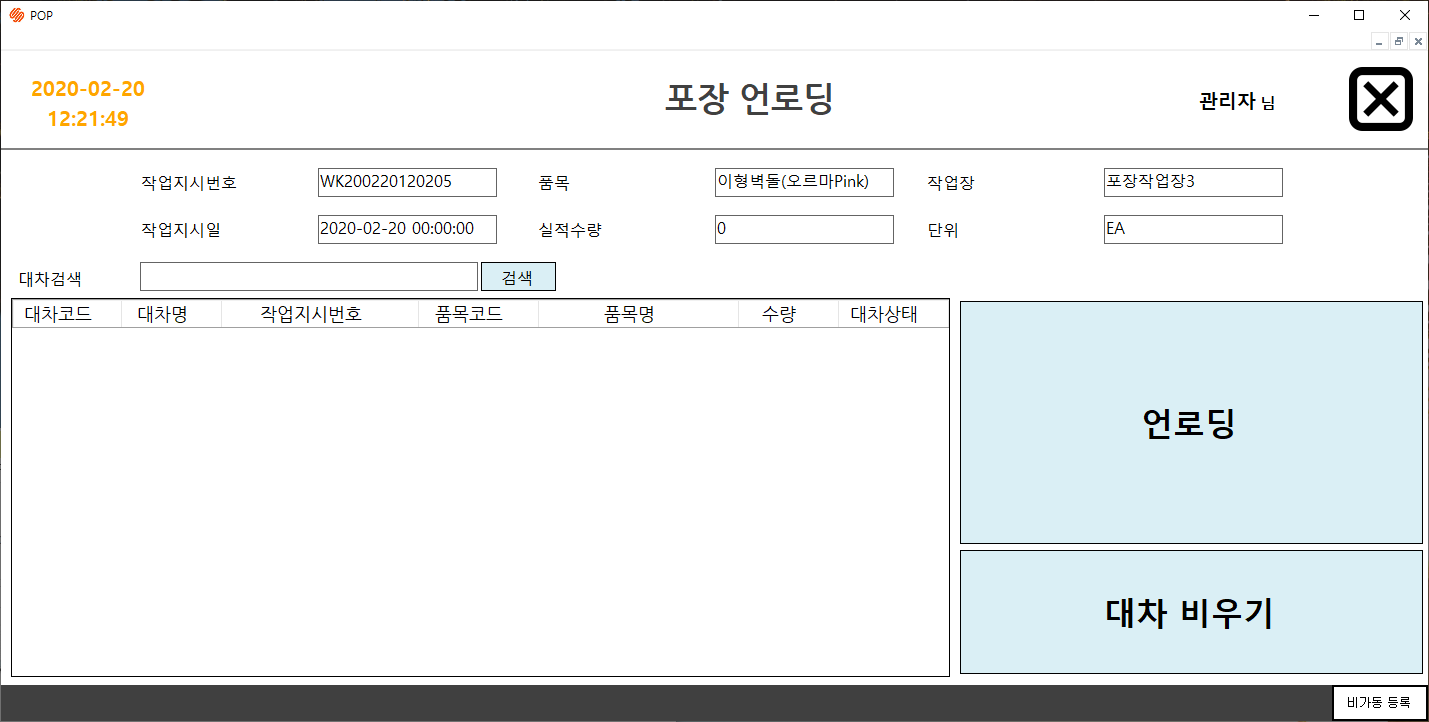 POP
2020-02-20
12:21:49
포장 언로딩
관리자 님
작업지시번호 WK200220120205 품목 이형벽돌(오르마Pink) 작업장 포장작업장3
작업지시일 2020-02-20 00:00:00 실적수량 0 단위 EA
대차검색 검색
대차코드 대차명 작업지시번호 품목코드 품목명 수량 대차상태
언로딩
대차 비우기
비가동 등록